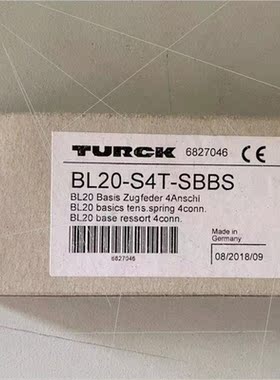 TURCK 6827046 CE
BL20-S4T-SBBS
BL20 Basis Zugfeder 4Anschl
BL20 basics tens.spring 4conn.
BL20 base ressort 4conn.
6827046
Made in
Germany
08/2018/09